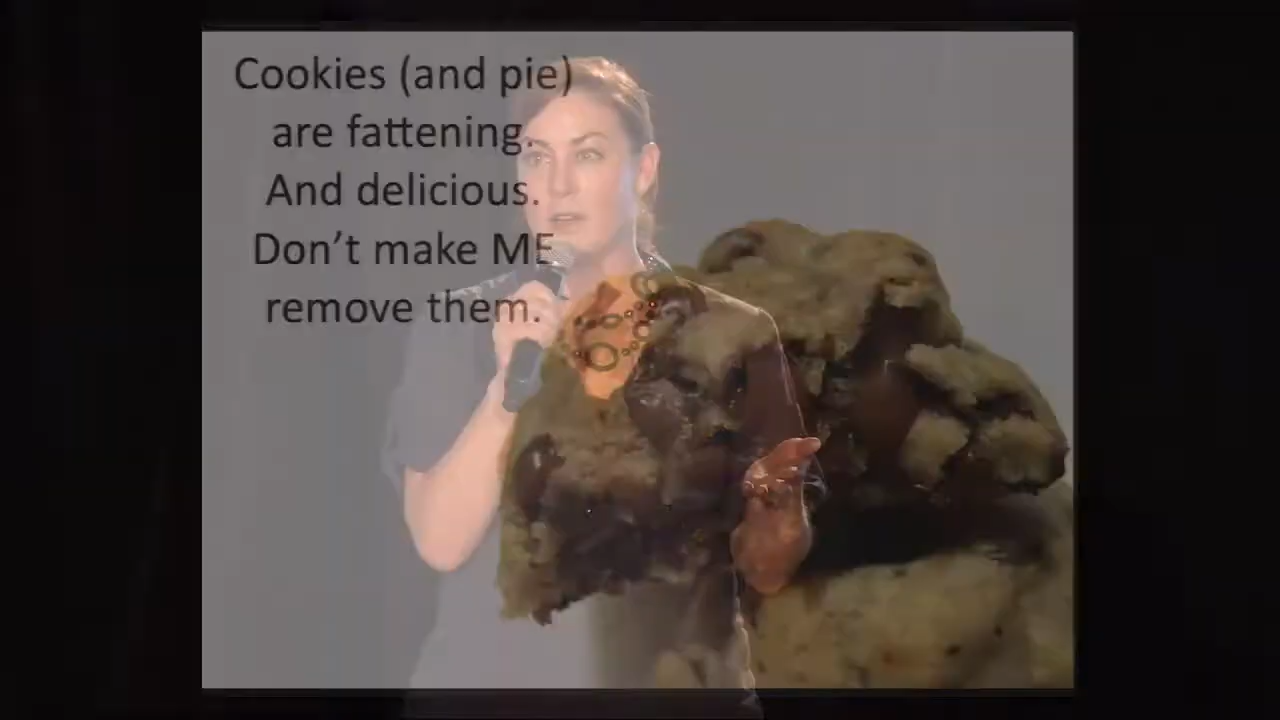 Cookies (and pie)
are fattening.
And delicious.
Don’t make ME
remove them.